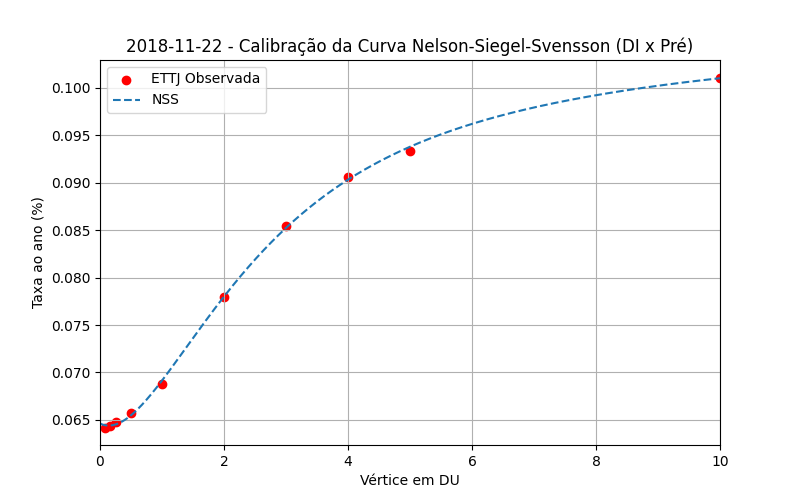 2018-11-22 - Calibração da Curva Nelson-Siegel-Svensson (DI x Pré)
ETTJ Observada
NSS
Taxa ao ano (%)
0.100
0.095
0.090
0.085
0.080
0.075
0.070
0.065
0 2 4 6 8 10
Vértice em DU